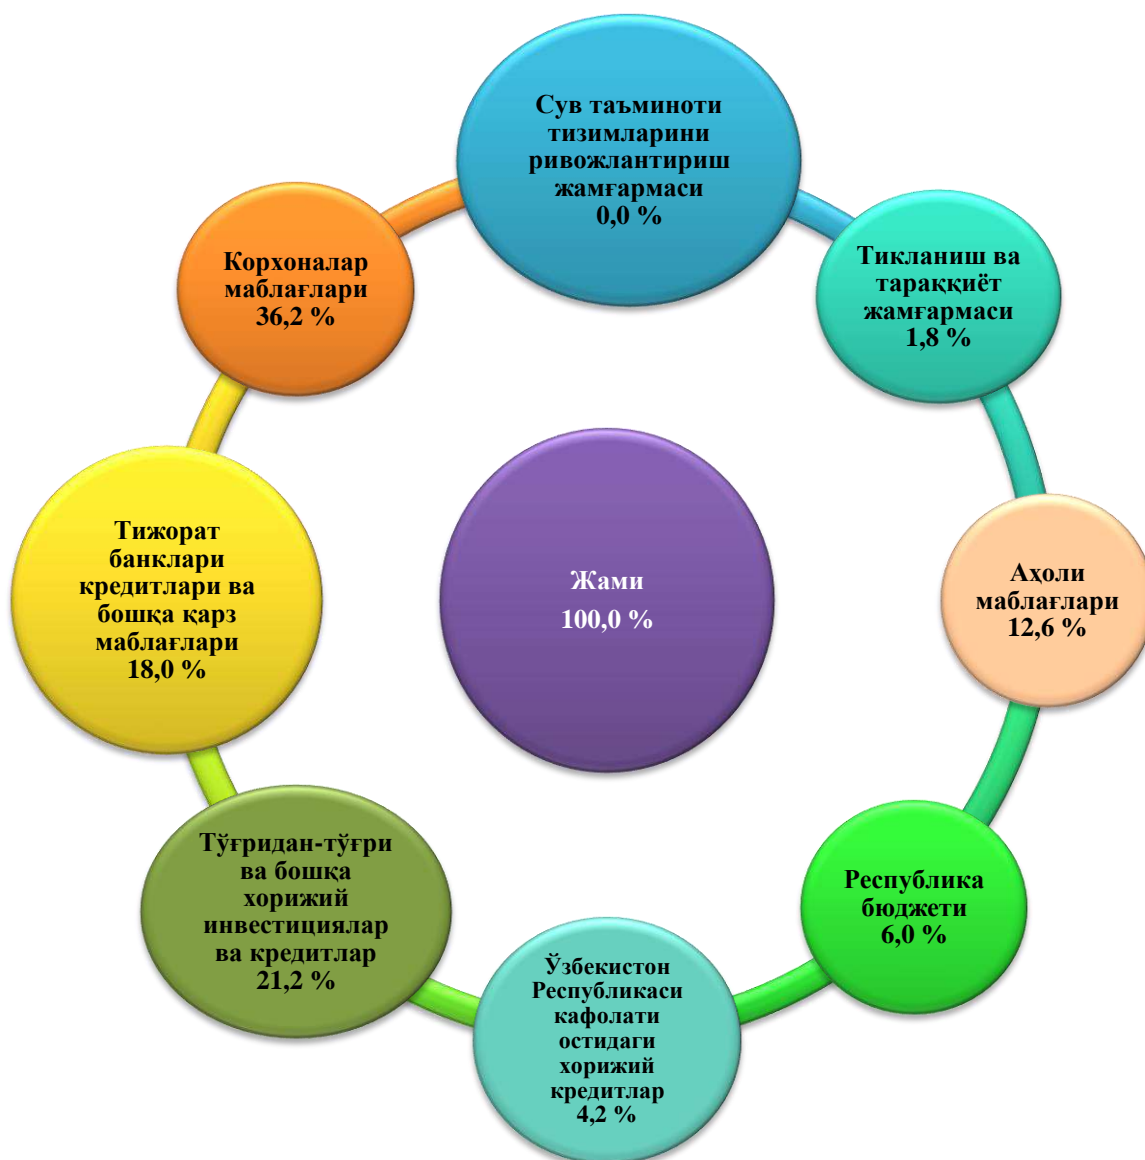 Сув таъминоти
тизимларини
ривожлантириш
жамғармаси
0,0 %
Тикланиш ва
тараққиёт
жамғармаси
1,8 %
Аҳоли
маблағлари
12,6 %
Республика
бюджети
6,0 %
Ўзбекистон
Республикаси
кафолати
остидаги
хорижий
кредитлар
4,2 %
Тўғридан-тўғри
ва бошқа
хорижий
инвестициялар
ва кредитлар
21,2 %
Тижорат
банклари
кредитлари ва
бошқа қарз
маблағлари
18,0 %
Корхоналар
маблағлари
36,2 %
Жами
100,0 %